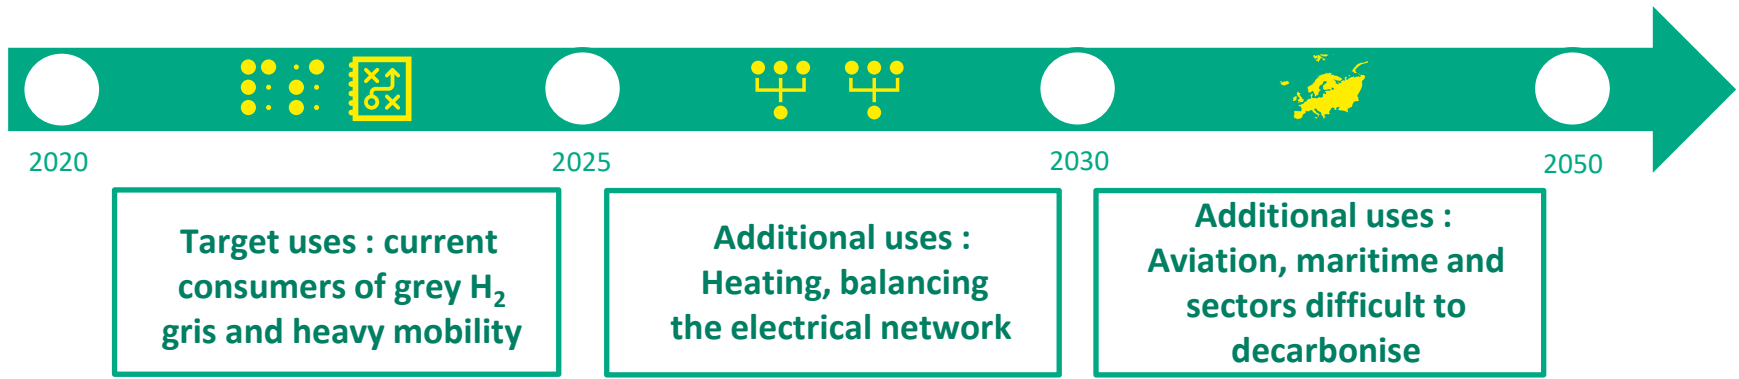 2020
2025
2030
2050
Target uses : current
consumers of grey H₂
gris and heavy mobility
Additional uses :
Heating, balancing
the electrical network
Additional uses :
Aviation, maritime and
sectors difficult to
decarbonise